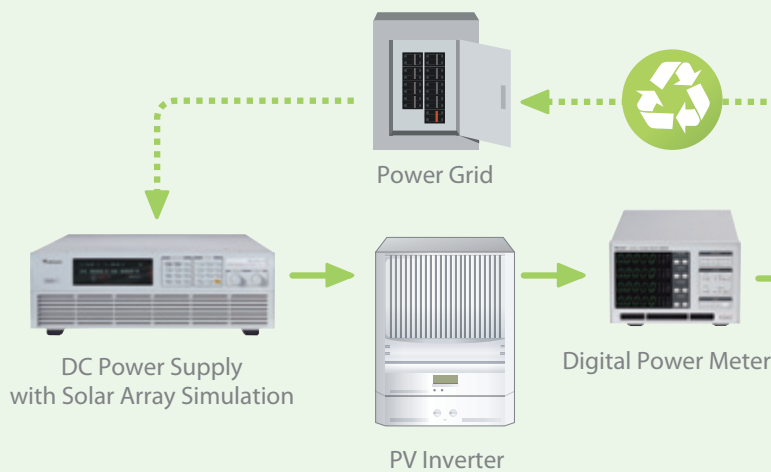 Power Grid
DC Power Supply
with Solar Array Simulation
PV Inverter
Digital Power Meter